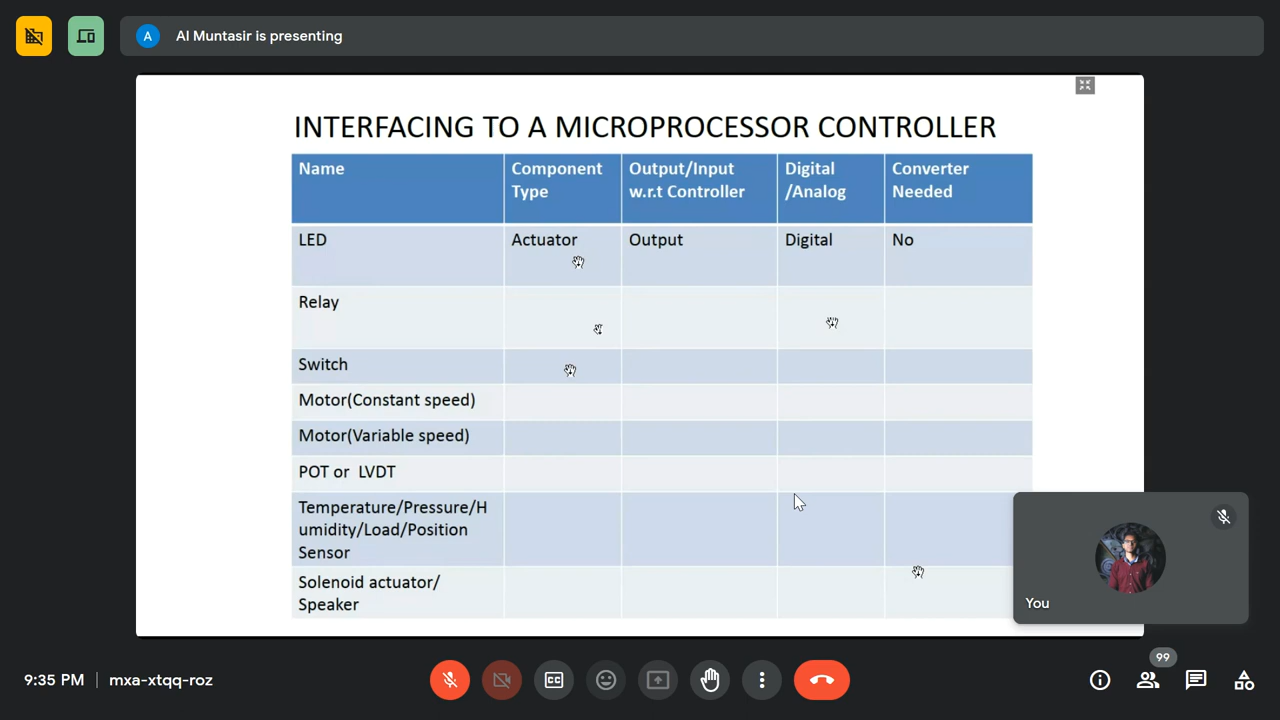 A Al Muntasir is presenting
INTERFACING TO A MICROPROCESSOR CONTROLLER
Name Component Type Output/Input w.r.t Controller Digital /Analog Converter Needed
LED Actuator Output Digital No
Relay
Switch
Motor(Constant speed)
Motor(Variable speed)
POT or LVDT
Temperature/Pressure/H
umidity/Load/Position
Sensor
Solenoid actuator/
Speaker
You
9:35 PM | mxa-xtqq-roz
CC
99